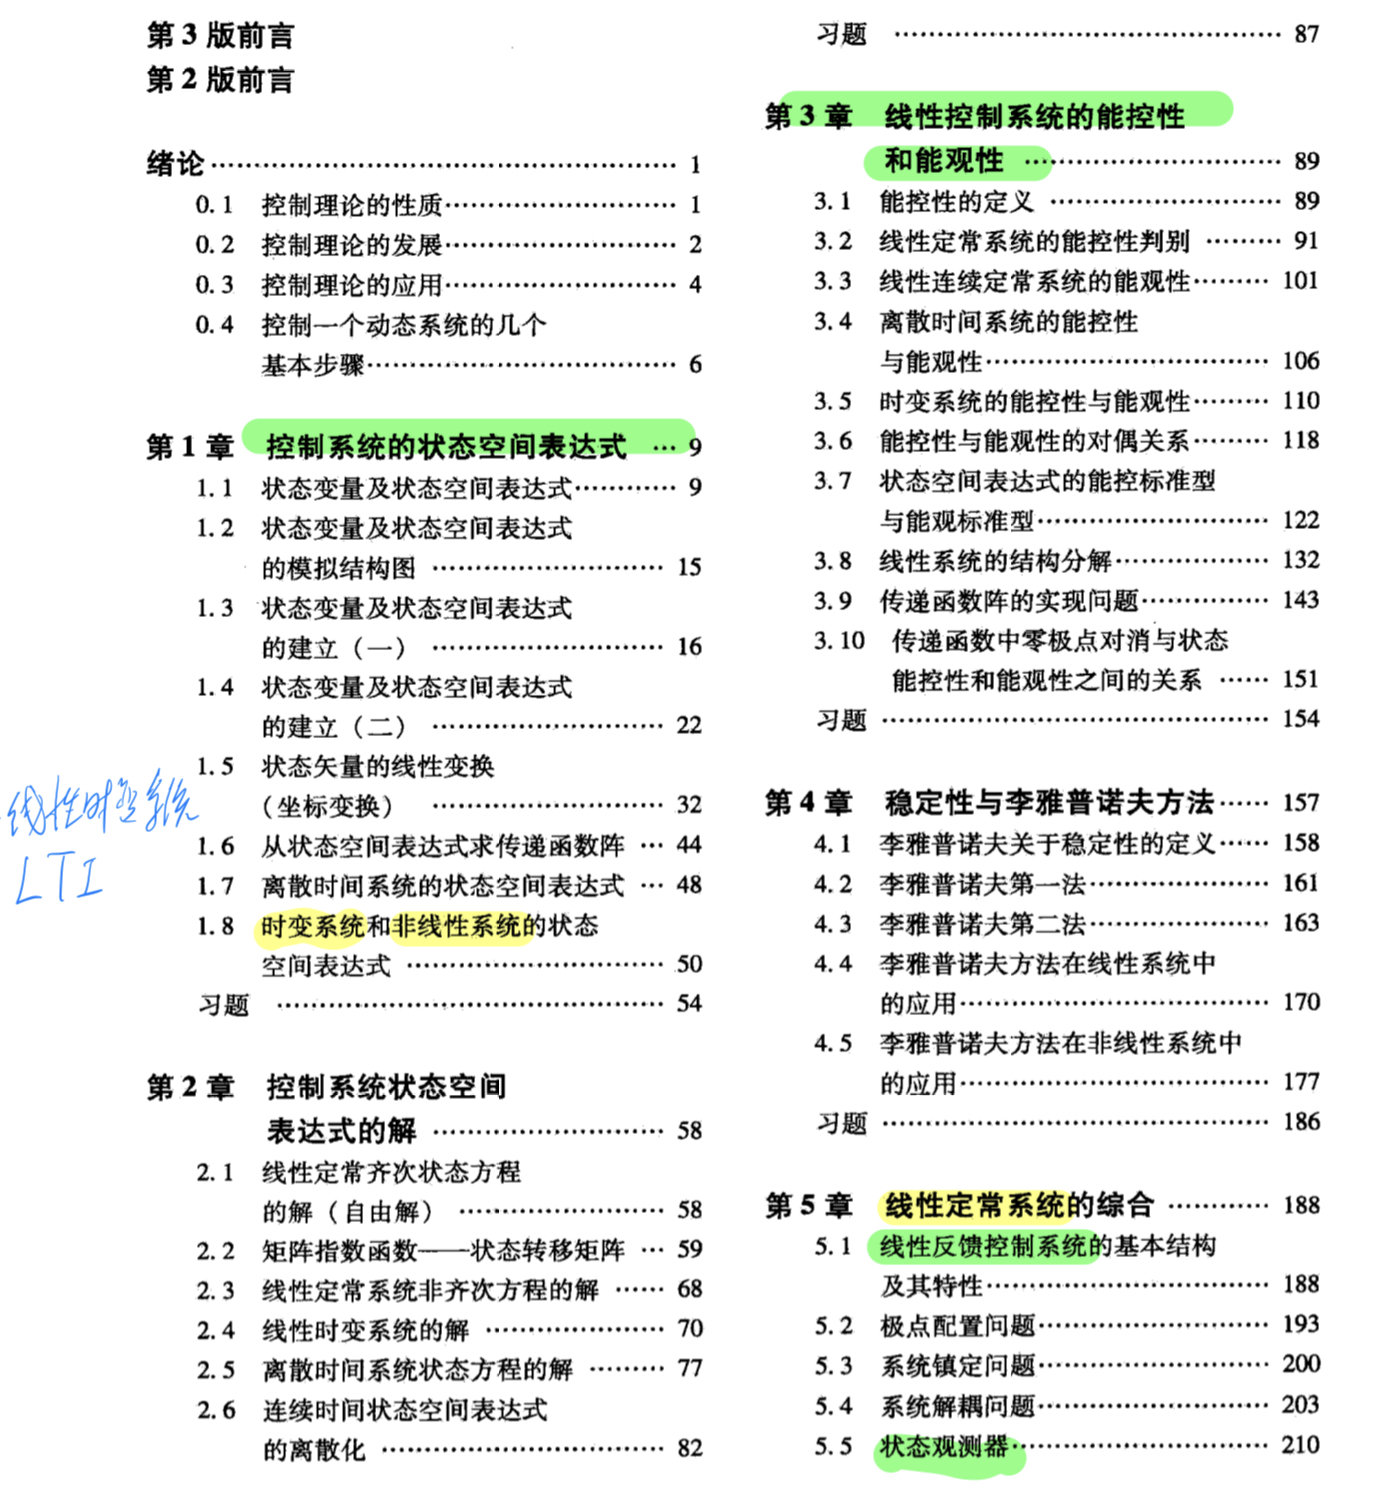 第3版前言
第2版前言
绪论 1
0.1 控制理论的性质 1
0.2 控制理论的发展 2
0.3 控制理论的应用 4
0.4 控制一个动态系统的几个
基本步骤 6
第1章 控制系统的状态空间表达式 9
1.1 状态变量及状态空间表达式 9
1.2 状态变量及状态空间表达式
的模拟结构图 15
1.3 状态变量及状态空间表达式
的建立（一） 16
1.4 状态变量及状态空间表达式
的建立（二） 22
1.5 状态矢量的线性变换
（坐标变换） 32
1.6 从状态空间表达式求传递函数阵 44
1.7 离散时间系统的状态空间表达式 48
1.8 时变系统和非线性系统的状态
空间表达式 50
习题 54
线性时变系统
LTI
第2章 控制系统状态空间
表达式的解 58
2.1 线性定常齐次状态方程
的解（自由解） 58
2.2 矩阵指数函数——状态转移矩阵 59
2.3 线性定常系统非齐次方程的解 68
2.4 线性时变系统的解 70
2.5 离散时间系统状态方程的解 77
2.6 连续时间状态空间表达式
的离散化 82
习题 87
第3章 线性控制系统的能控性
和能观性 89
3.1 能控性的定义 89
3.2 线性定常系统的能控性判别 91
3.3 线性连续定常系统的能观性 101
3.4 离散时间系统的能控性
与能观性 106
3.5 时变系统的能控性与能观性 110
3.6 能控性与能观性的对偶关系 118
3.7 状态空间表达式的能控标准型
与能观标准型 122
3.8 线性系统的结构分解 132
3.9 传递函数阵的实现问题 143
3.10 传递函数中零极点对消与状态
能控性和能观性之间的关系 151
习题 154
第4章 稳定性与李雅普诺夫方法 157
4.1 李雅普诺夫关于稳定性的定义 158
4.2 李雅普诺夫第一法 161
4.3 李雅普诺夫第二法 163
4.4 李雅普诺夫方法在线性系统中
的应用 170
4.5 李雅普诺夫方法在非线性系统中
的应用 177
习题 186
第5章 线性定常系统的综合 188
5.1 线性反馈控制系统的基本结构
及其特性 188
5.2 极点配置问题 193
5.3 系统镇定问题 200
5.4 系统解耦问题 203
5.5 状态观测器 210